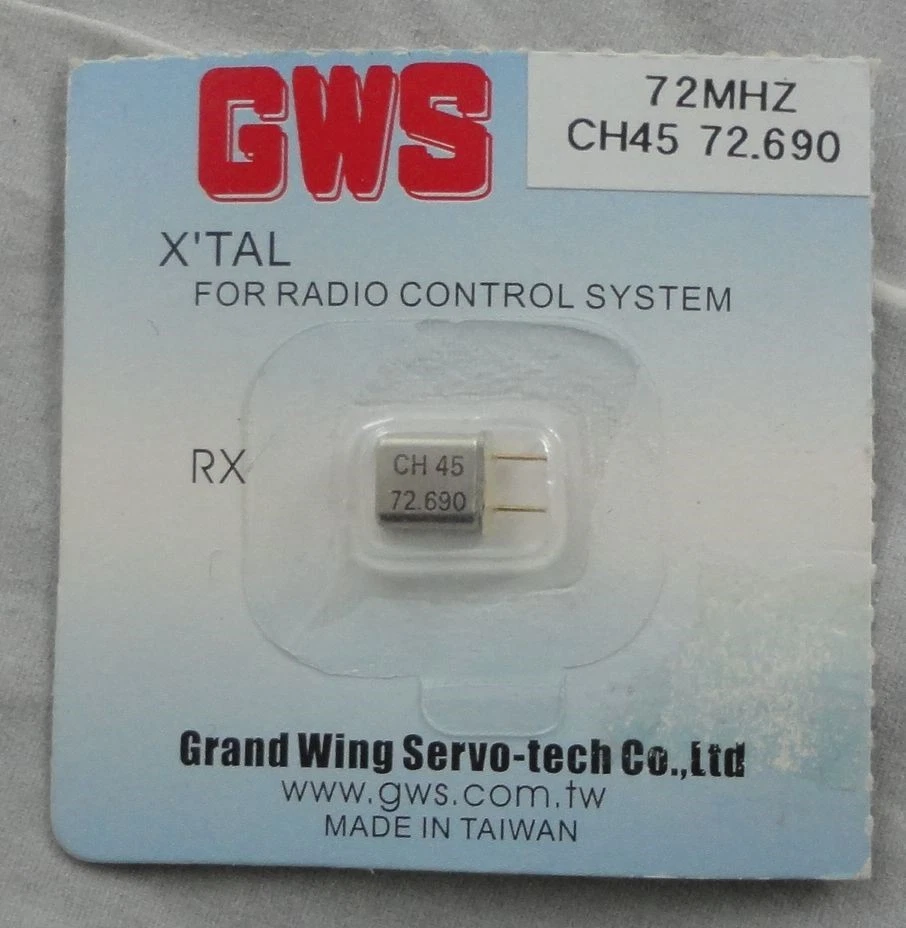 GWS
72MHZ
CH45 72.690
X'TAL
FOR RADIO CONTROL SYSTEM
RX
CH 45
72.690
Grand Wing Servo-tech Co.,Ltd
www.gws.com.tw
MADE IN TAIWAN